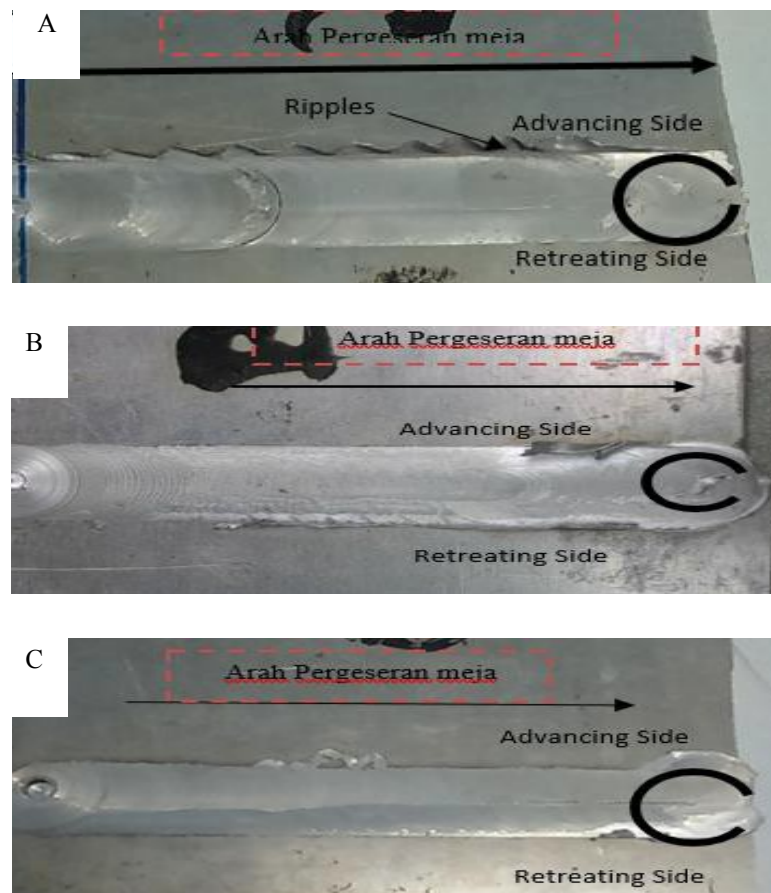 A
Arah Pergeseran meja
Ripples
Advancing Side
Retreating Side
B
Arah Pergeseran meja
Advancing Side
Retreating Side
C
Arah Pergeseran meja
Advancing Side
Retreating Side